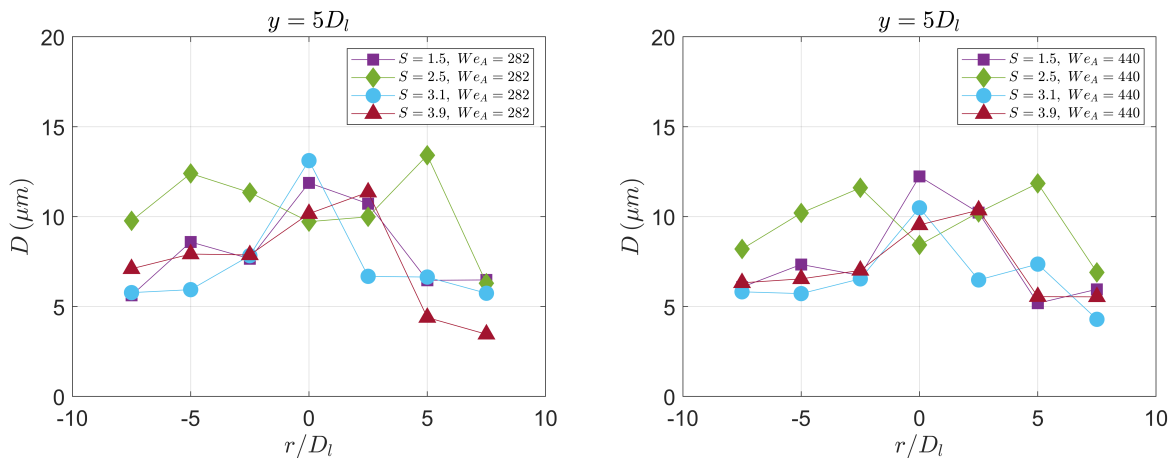 y = 5D_l
20
15
10
5
0
-10
-5
0
5
10
D (μm)
r/D_l
S = 1.5, We_A = 282
S = 2.5, We_A = 282
S = 3.1, We_A = 282
S = 3.9, We_A = 282
y = 5D_l
20
15
10
5
0
-10
-5
0
5
10
D (μm)
r/D_l
S = 1.5, We_A = 440
S = 2.5, We_A = 440
S = 3.1, We_A = 440
S = 3.9, We_A = 440